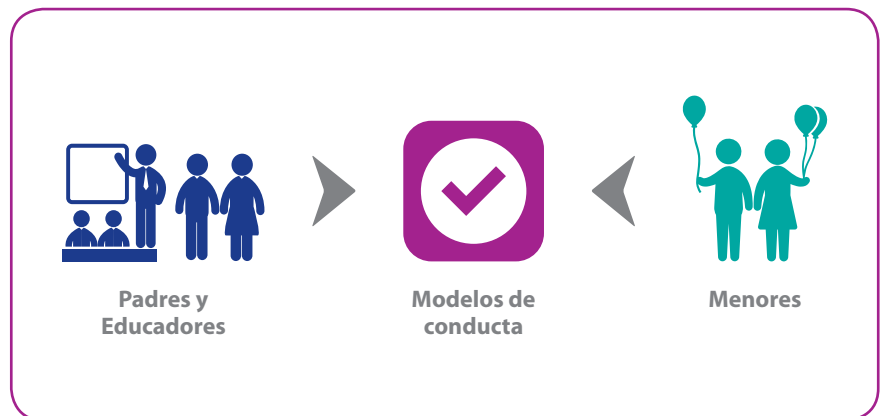 Padres y
Educadores
Modelos de
conducta
Menores